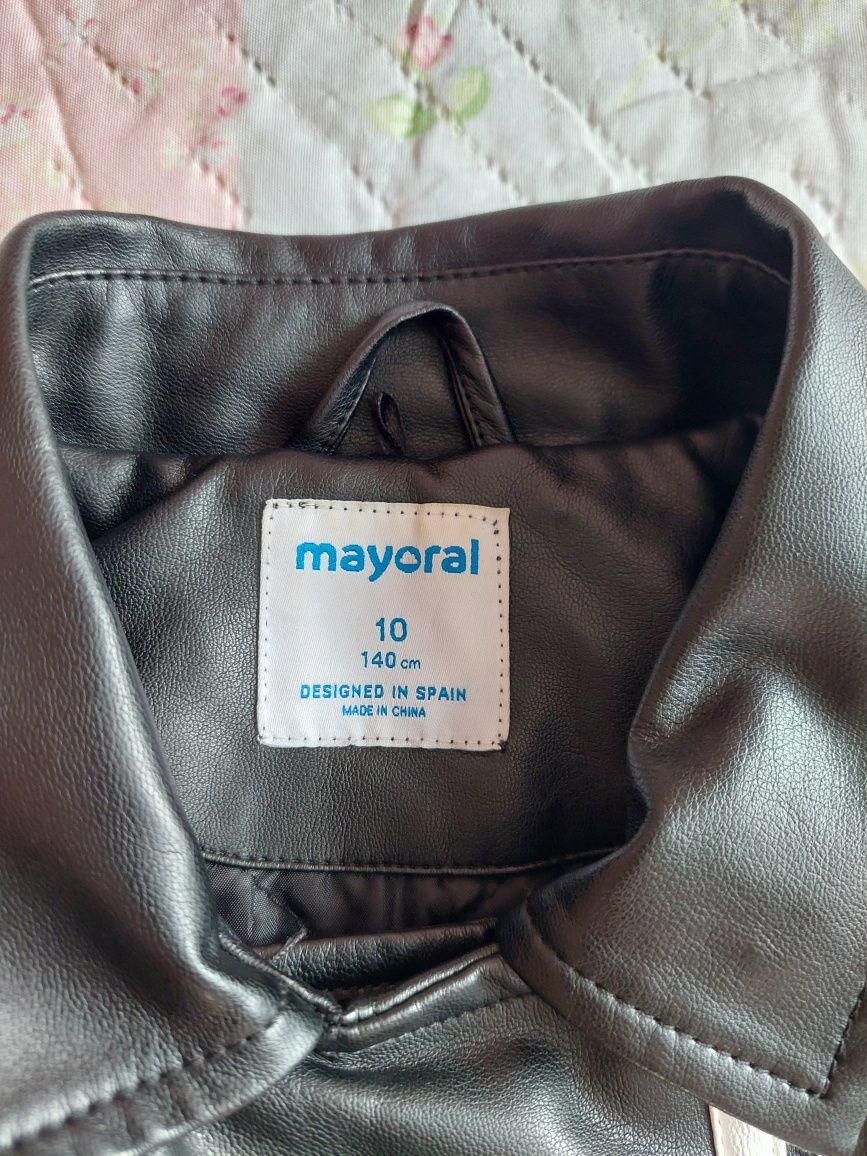 mayoral
10
140 cm
DESIGNED IN SPAIN
MADE IN CHINA